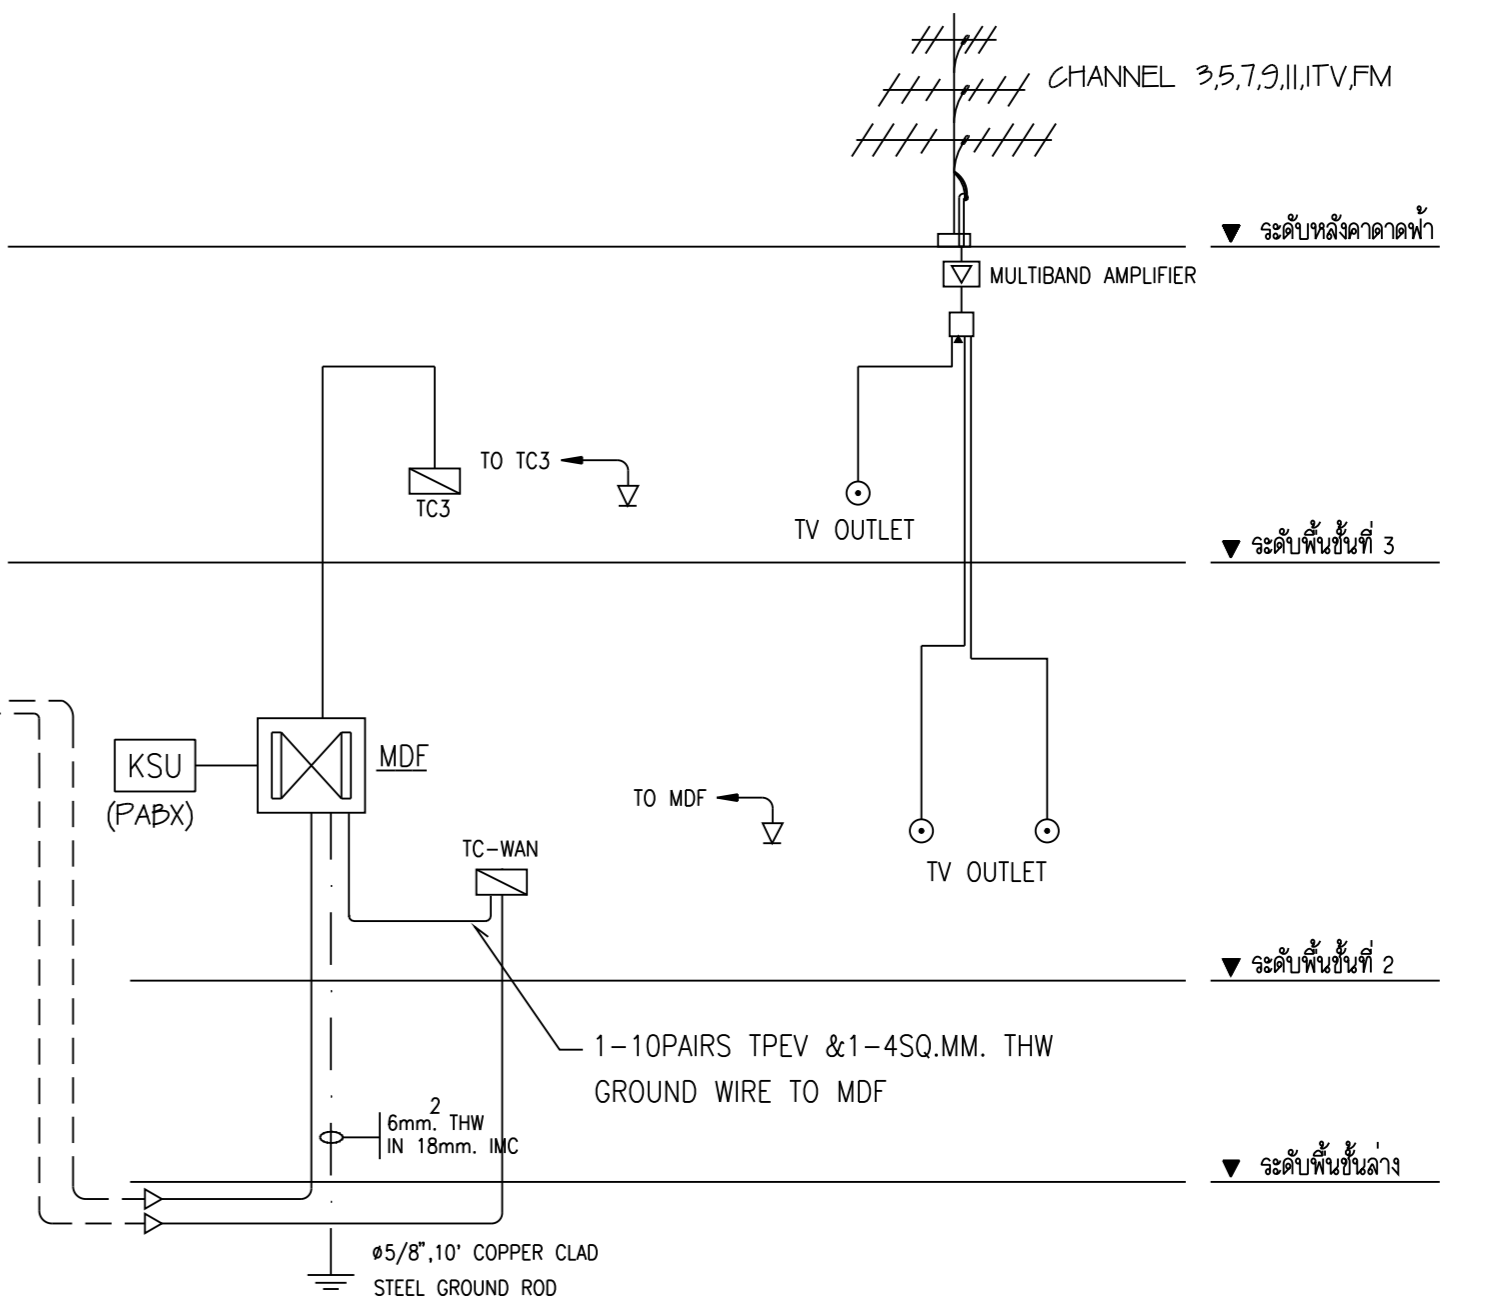 CHANNEL 3,5,7,9,11,ITV,FM
ระดับหลังคาดาดฟ้า
MULTIBAND AMPLIFIER
TO TC3
TC3
TV OUTLET
ระดับพื้นชั้นที่ 3
KSU
(PABX)
MDF
TO MDF
TC-WAN
TV OUTLET
ระดับพื้นชั้นที่ 2
1-10PAIRS TPEV &1-4SQ.MM. THW
GROUND WIRE TO MDF
6mm.² THW
IN 18mm. IMC
ระดับพื้นชั้นล่าง
ø5/8",10' COPPER CLAD
STEEL GROUND ROD